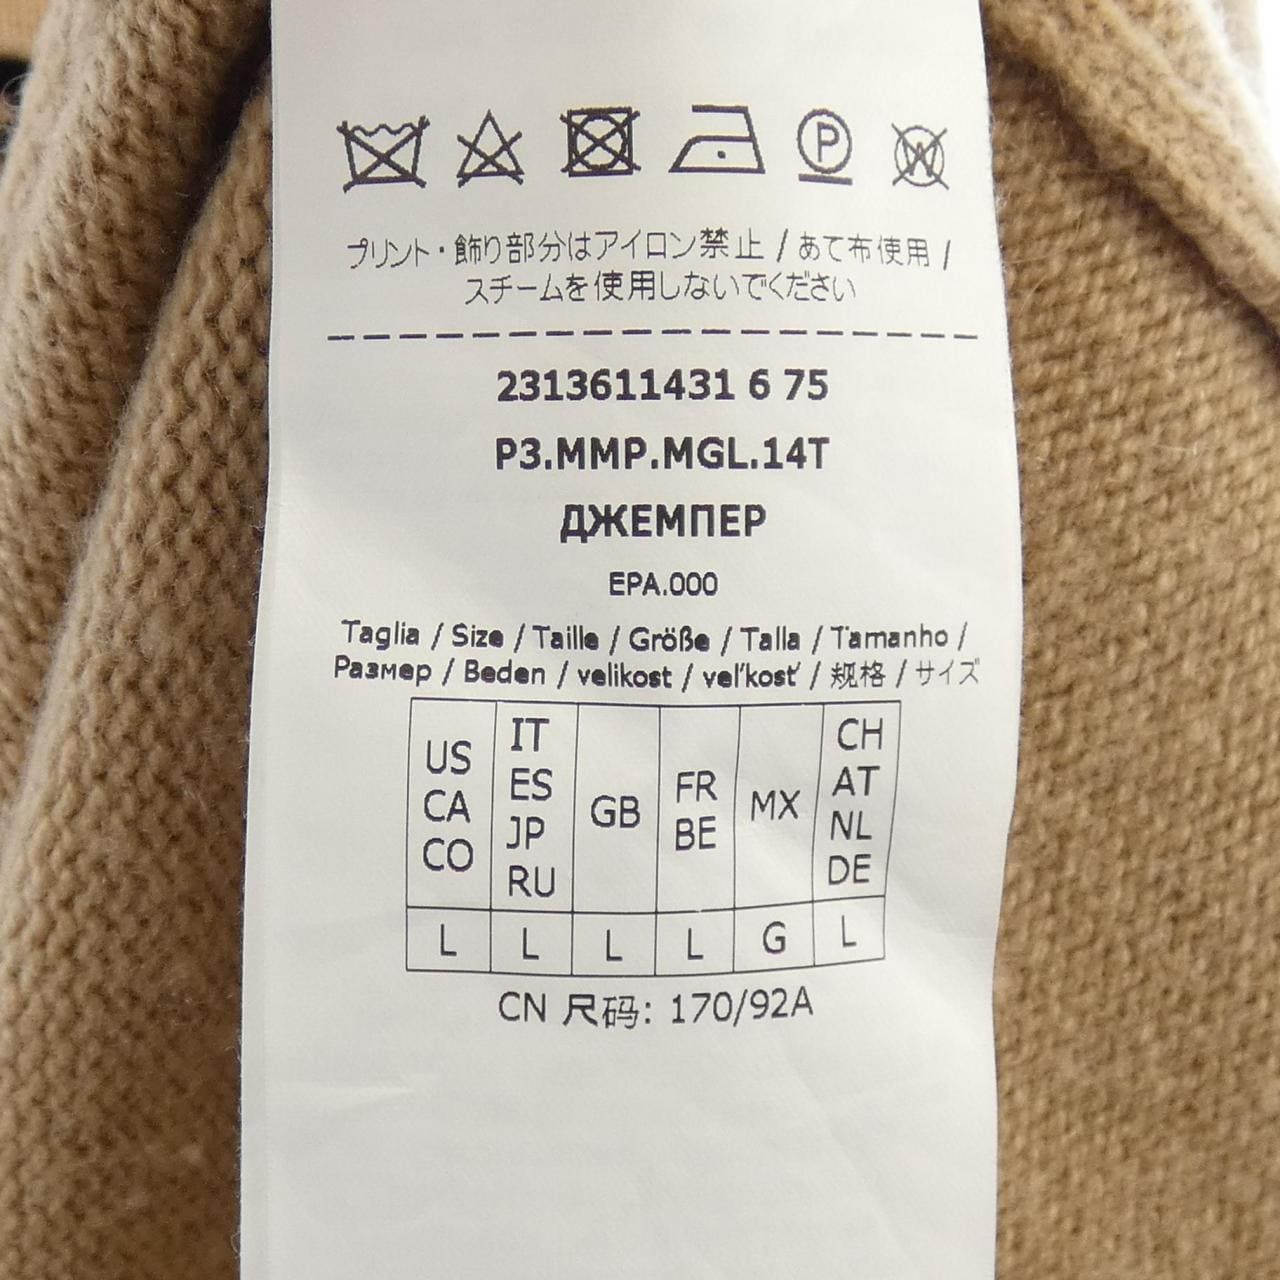 P W
プリント・飾り部分はアイロン禁止 / あて布使用 /
スチームを使用しないでください
2313611431 6 75
P3.MMP.MGL.14T
ДЖЕМПЕР
EPA.000
Taglia / Size / Taille / Größe / Talla / Tamanho /
Размер / Beden / velikost / veľkosť / 规格 / サイズ
US CA CO
IT ES JP RU
GB
FR BE
MX
CH AT NL DE
L L L L G L
CN 尺码: 170/92A